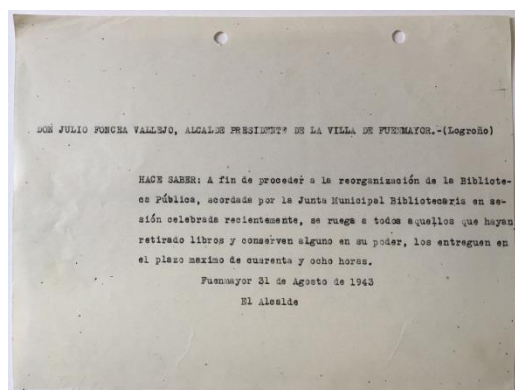 DON JULIO FONCEA VALLEJO, ALCALDE PRESIDENTE DE LA VILLA DE FUENMAYOR.-(Logroño)
HACE SABER: A fin de proceder a la reorganización de la Bibliote-
ca Pública, acordada por la Junta Municipal Bibliotecaria en se-
sión celebrada recientemente, se ruega a todos aquellos que hayan
retirado libros y conserven alguno en su poder, los entreguen en
el plazo maximo de cuarenta y ocho horas.
Fuenmayor 31 de Agosto de 1943
El Alcalde